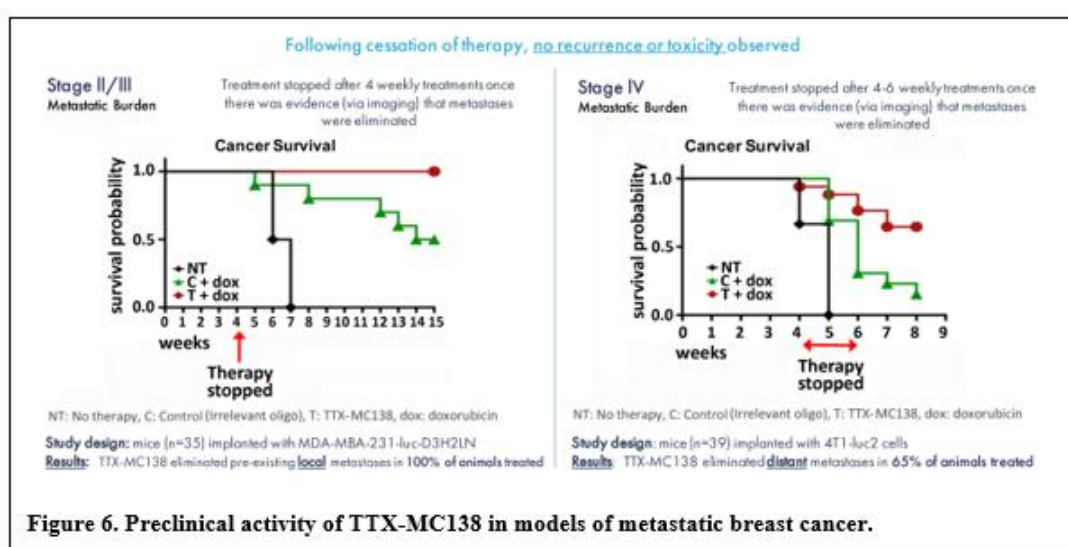 Following cessation of therapy, no recurrence or toxicity observed
Stage II/III
Metastatic Burden
Treatment stopped after 4 weekly treatments once
there was evidence (via imaging) that metastases
were eliminated
Cancer Survival
survival probability
1.0
0.5
0.0
NT
C + dox
T + dox
0 1 2 3 4 5 6 7 8 9 10 11 12 13 14 15
weeks
Therapy
stopped
NT: No therapy, C: Control (Irrelevant oligo), T: TTX-MC138, dox: doxorubicin
Study design: mice (n=35) implanted with MDA-MBA-231-luc-D3H2LN
Results: TTX-MC138 eliminated pre-existing local metastases in 100% of animals treated
Stage IV
Metastatic Burden
Treatment stopped after 4-6 weekly treatments once
there was evidence (via imaging) that metastases
were eliminated
Cancer Survival
survival probability
1.0
0.5
0.0
NT
C + dox
T + dox
0 1 2 3 4 5 6 7 8 9
weeks
Therapy
stopped
NT: No therapy, C: Control (Irrelevant oligo), T: TTX-MC138, dox: doxorubicin
Study design: mice (n=39) implanted with 4T1-luc2 cells
Results: TTX-MC138 eliminated distant metastases in 65% of animals treated
Figure 6. Preclinical activity of TTX-MC138 in models of metastatic breast cancer.